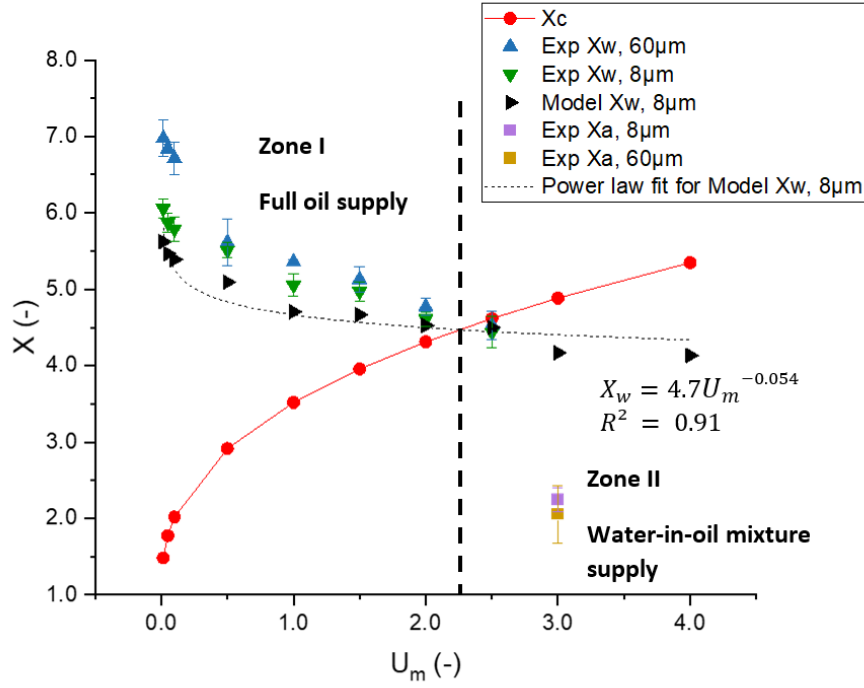 Xc
Exp Xw, 60µm
Exp Xw, 8µm
Model Xw, 8µm
Exp Xa, 8µm
Exp Xa, 60µm
Power law fit for Model Xw, 8µm
8.0
7.0
6.0
5.0
4.0
3.0
2.0
1.0
X (-)
Zone I
Full oil supply
X_w = 4.7U_m^{-0.054}
R² = 0.91
Zone II
Water-in-oil mixture
supply
0.0 1.0 2.0 3.0 4.0
U_m (-)